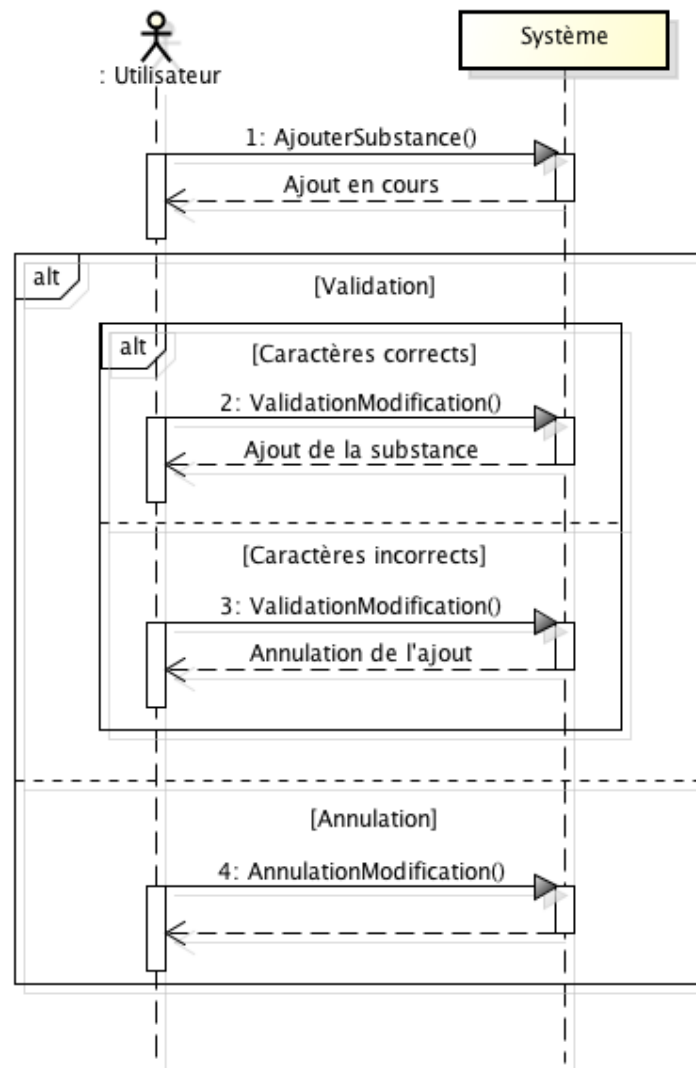 : Utilisateur
Système
1: AjouterSubstance()
Ajout en cours
alt
[Validation]
alt
[Caractères corrects]
2: ValidationModification()
Ajout de la substance
[Caractères incorrects]
3: ValidationModification()
Annulation de l'ajout
[Annulation]
4: AnnulationModification()